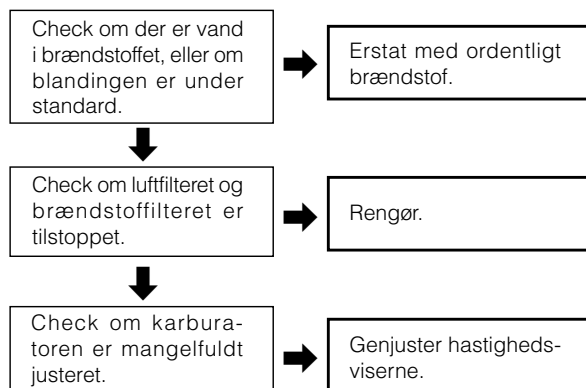 Check om der er vand
i brændstoffet, eller om
blandingen er under
standard.
Erstat med ordentligt
brændstof.
Check om luftfilteret og
brændstoffilteret er
tilstoppet.
Rengør.
Check om karbura-
toren er mangelfuldt
justeret.
Genjuster hastigheds-
viserne.